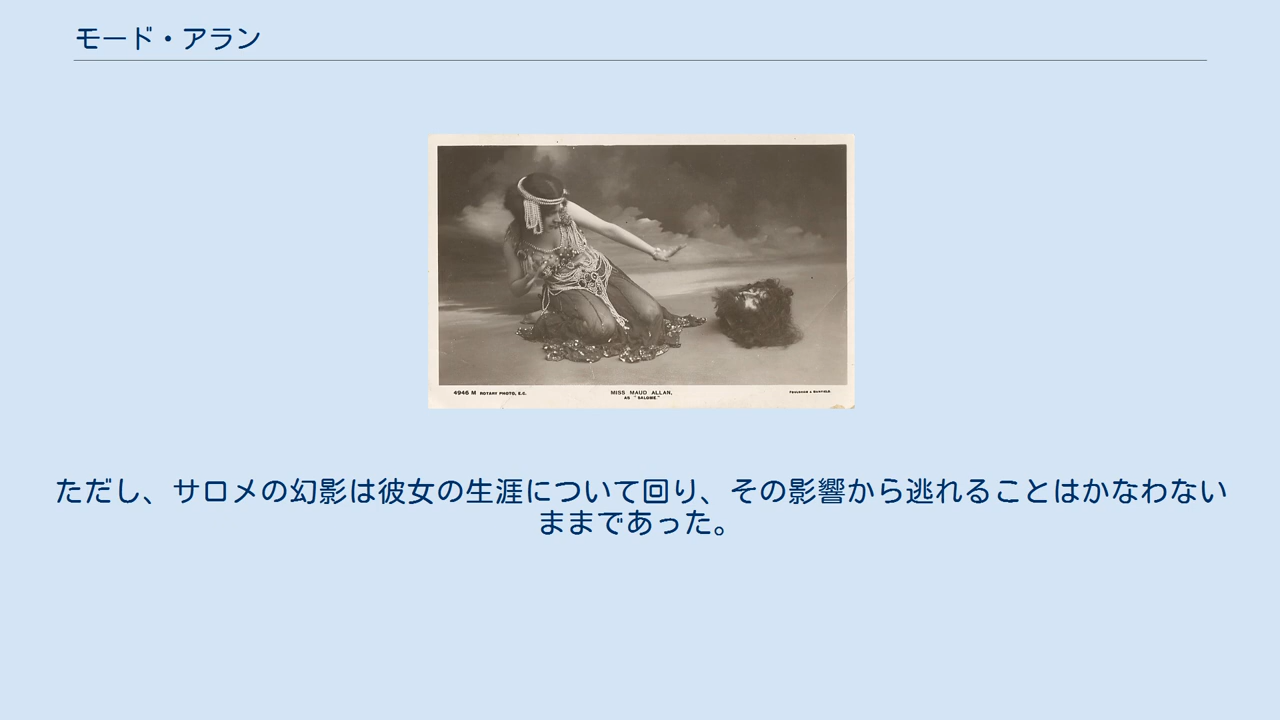 モード・アラン
4946 M ROTARY PHOTO, E.C.
MISS MAUD ALLAN,
AS "SALOME."
FOULSHAM & BANFIELD.
ただし、サロメの幻影は彼女の生涯について回り、その影響から逃れることはかなわない
ままであった。